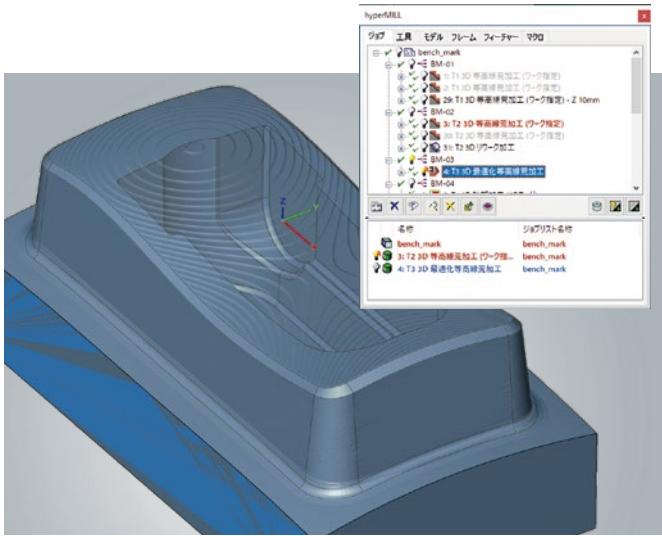 hyperMILL
ジョブ 工具 モデル フレーム フィーチャー マクロ
bench_mark
BM-01
1: T1 3D 等高線荒加工 (ワーク指定)
2: T1 3D 等高線荒加工 (ワーク指定)
29: T1 3D 等高線荒加工 (ワーク指定) - Z 10mm
BM-02
3: T2 3D 等高線荒加工 (ワーク指定)
30: T2 3D 等高線荒加工 (ワーク指定)
31: T2 3D リワーク加工
BM-03
4: T3 3D 最適化等高線荒加工
BM-04
名称 ジョブリスト名称
bench_mark bench_mark
3: T2 3D 等高線荒加工 (ワーク指... bench_mark
4: T3 3D 最適化等高線荒加工 bench_mark
Z
Y